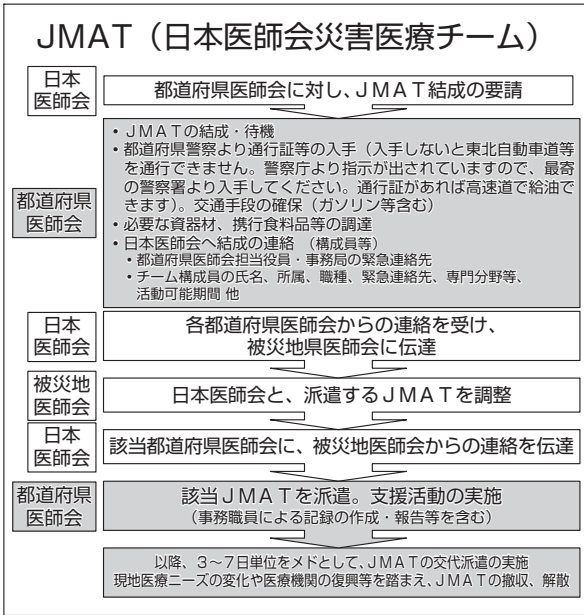 JMAT（日本医師会災害医療チーム）
日本
医師会
都道府県医師会に対し、JMAT結成の要請
都道府県
医師会
・JMATの結成・待機
・都道府県警察より通行証等の入手（入手しないと東北自動車道等
を通行できません。警察庁より指示が出されていますので、最寄
の警察署より入手してください。通行証があれば高速道で給油で
きます）。交通手段の確保（ガソリン等含む）
・必要な資器材、携行食料品等の調達
・日本医師会へ結成の連絡 （構成員等）
・都道府県医師会担当役員・事務局の緊急連絡先
・チーム構成員の氏名、所属、職種、緊急連絡先、専門分野等、
活動可能期間 他
日本
医師会
各都道府県医師会からの連絡を受け、
被災地県医師会に伝達
被災地
医師会
日本医師会と、派遣するJMATを調整
日本
医師会
該当都道府県医師会に、被災地医師会からの連絡を伝達
都道府県
医師会
該当JMATを派遣。支援活動の実施
（事務職員による記録の作成・報告等を含む）
以降、3～7日単位をメドとして、JMATの交代派遣の実施
現地医療ニーズの変化や医療機関の復興等を踏まえ、JMATの撤収、解散